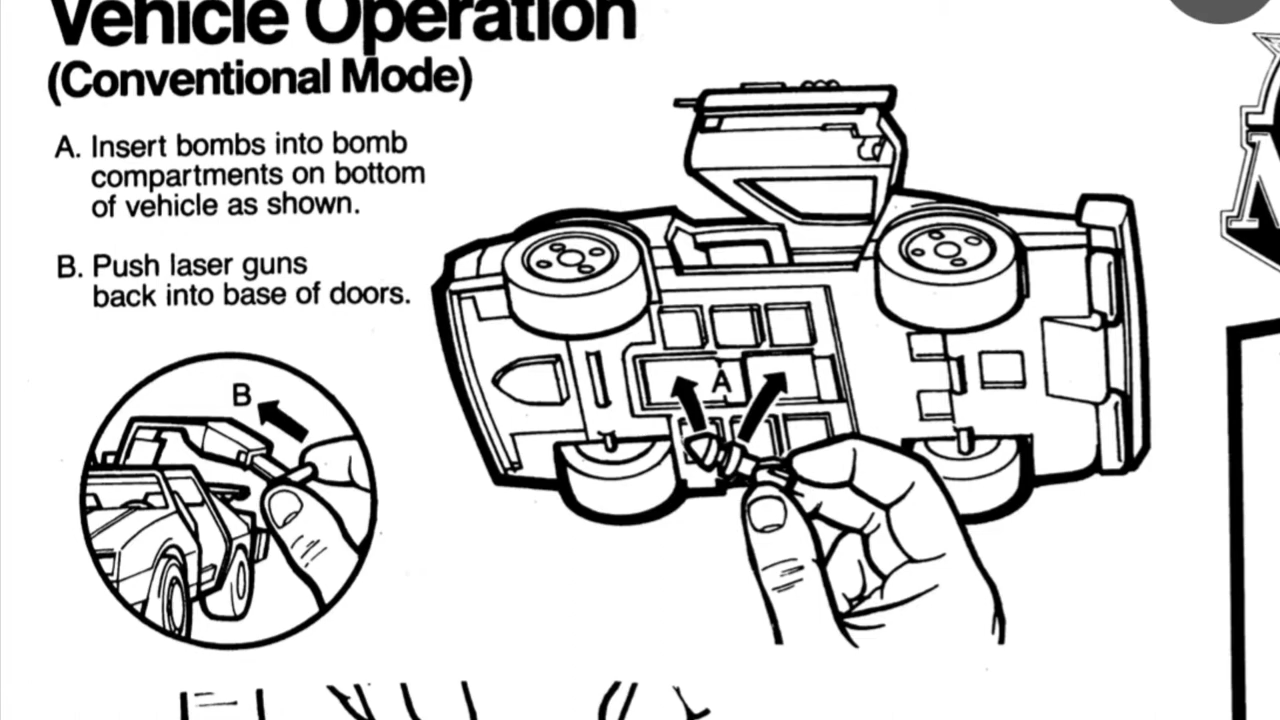 Vehicle Operation
(Conventional Mode)
A. Insert bombs into bomb
compartments on bottom
of vehicle as shown.
B. Push laser guns
back into base of doors.
B
A